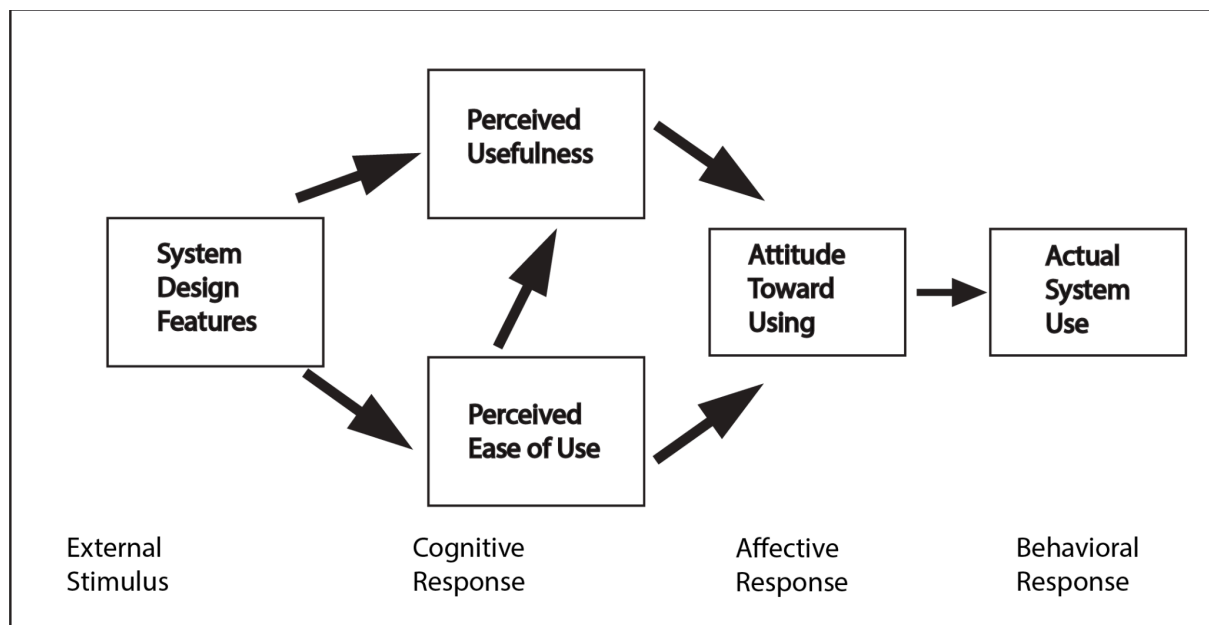 Perceived
Usefulness
System
Design
Features
Attitude
Toward
Using
Actual
System
Use
Perceived
Ease of Use
External
Stimulus
Cognitive
Response
Affective
Response
Behavioral
Response